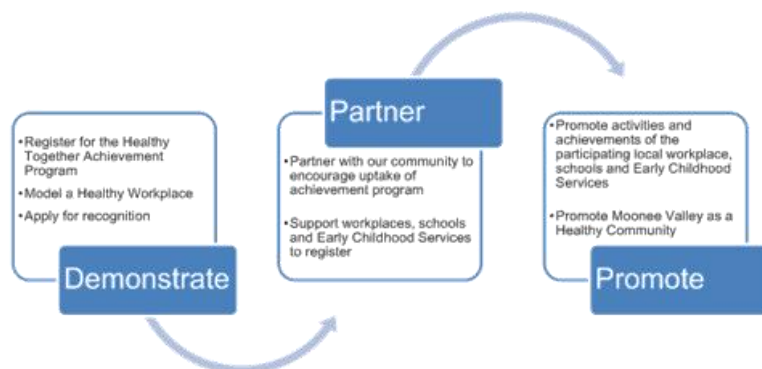 •Register for the Healthy
Together Achievement
Program
•Model a Healthy Workplace
•Apply for recognition
Demonstrate
Partner
•Partner with our community to
encourage uptake of
achievement program
•Support workplaces, schools
and Early Childhood Services
to register
•Promote activities and
achievements of the
participating local workplace,
schools and Early Childhood
Services
•Promote Moonee Valley as a
Healthy Community
Promote